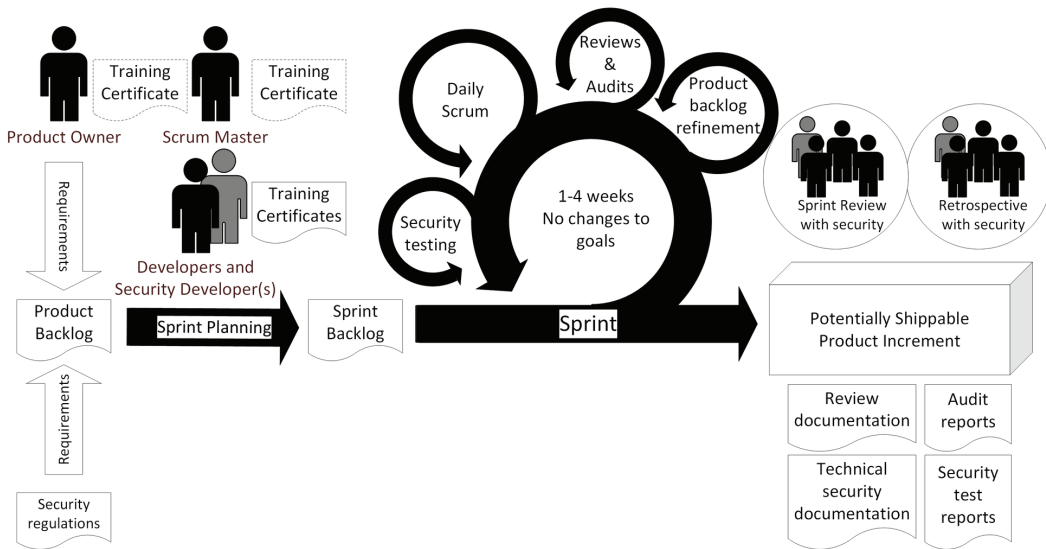 Training
Certificate
Training
Certificate
Product Owner
Scrum Master
Requirements
Training
Certificates
Developers and
Security Developer(s)
Product
Backlog
Sprint Planning
Sprint
Backlog
Requirements
Security
regulations
Daily
Scrum
Reviews
&
Audits
Product
backlog
refinement
Security
testing
1-4 weeks
No changes to
goals
Sprint
Sprint Review
with security
Retrospective
with security
Potentially Shippable
Product Increment
Review
documentation
Audit
reports
Technical
security
documentation
Security
test
reports